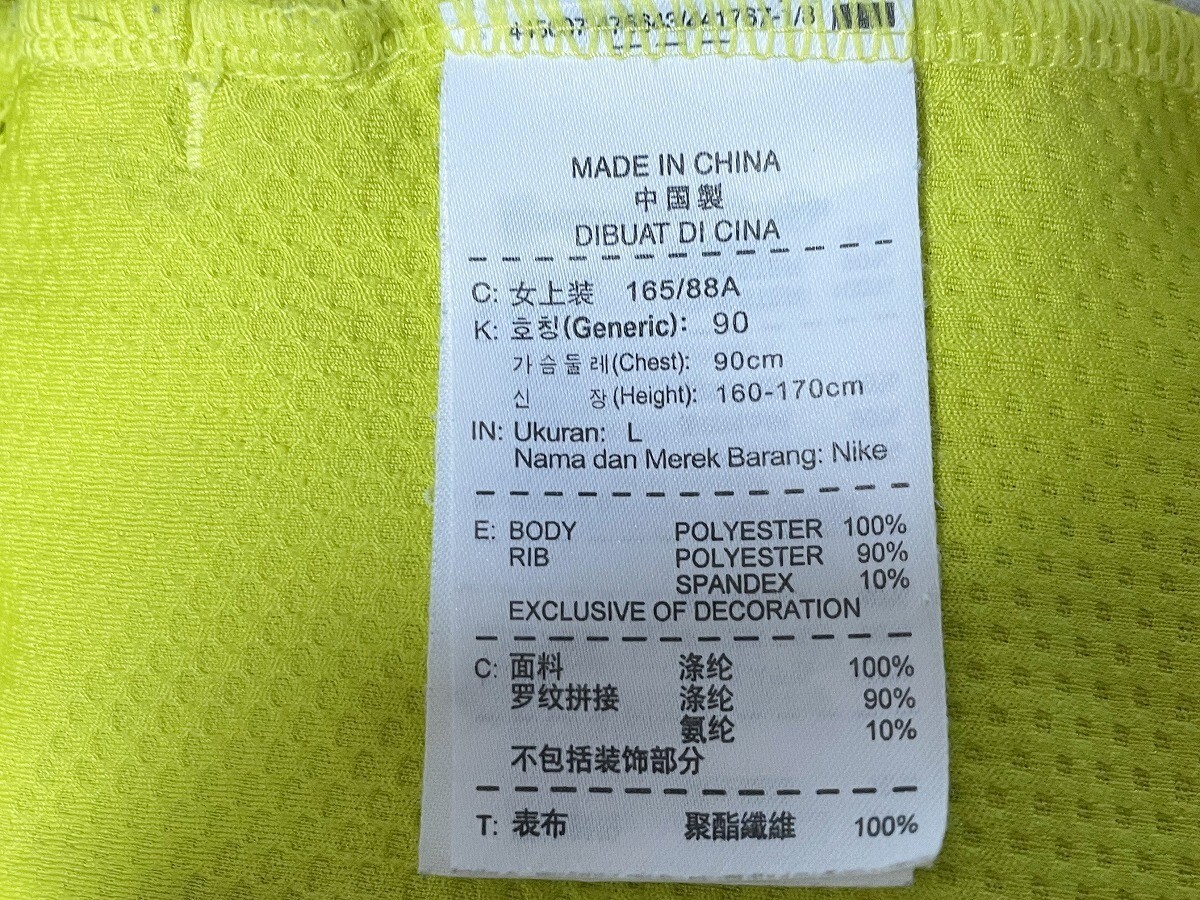 MADE IN CHINA
中国製
DIBUAT DI CINA
C: 女上装 165/88A
K: 호칭(Generic): 90
가슴둘레(Chest): 90cm
신 장(Height): 160-170cm
IN: Ukuran: L
Nama dan Merek Barang: Nike
E: BODY POLYESTER 100%
RIB POLYESTER 90%
SPANDEX 10%
EXCLUSIVE OF DECORATION
C: 面料 涤纶 100%
罗纹拼接 涤纶 90%
氨纶 10%
不包括装饰部分
T: 表布 聚酯纖維 100%